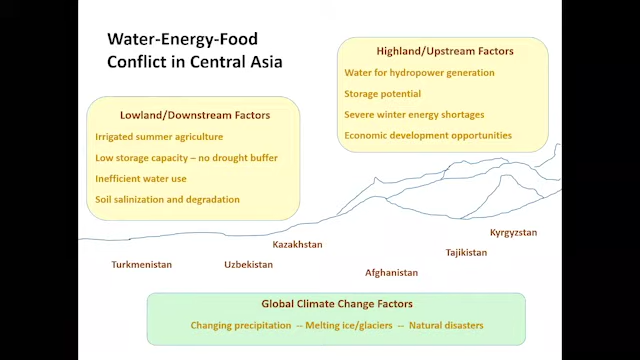 Water-Energy-Food
Conflict in Central Asia
Highland/Upstream Factors
Water for hydropower generation
Storage potential
Severe winter energy shortages
Economic development opportunities
Lowland/Downstream Factors
Irrigated summer agriculture
Low storage capacity – no drought buffer
Inefficient water use
Soil salinization and degradation
Kyrgyzstan
Kazakhstan
Tajikistan
Turkmenistan
Uzbekistan
Afghanistan
Global Climate Change Factors
Changing precipitation -- Melting ice/glaciers -- Natural disasters